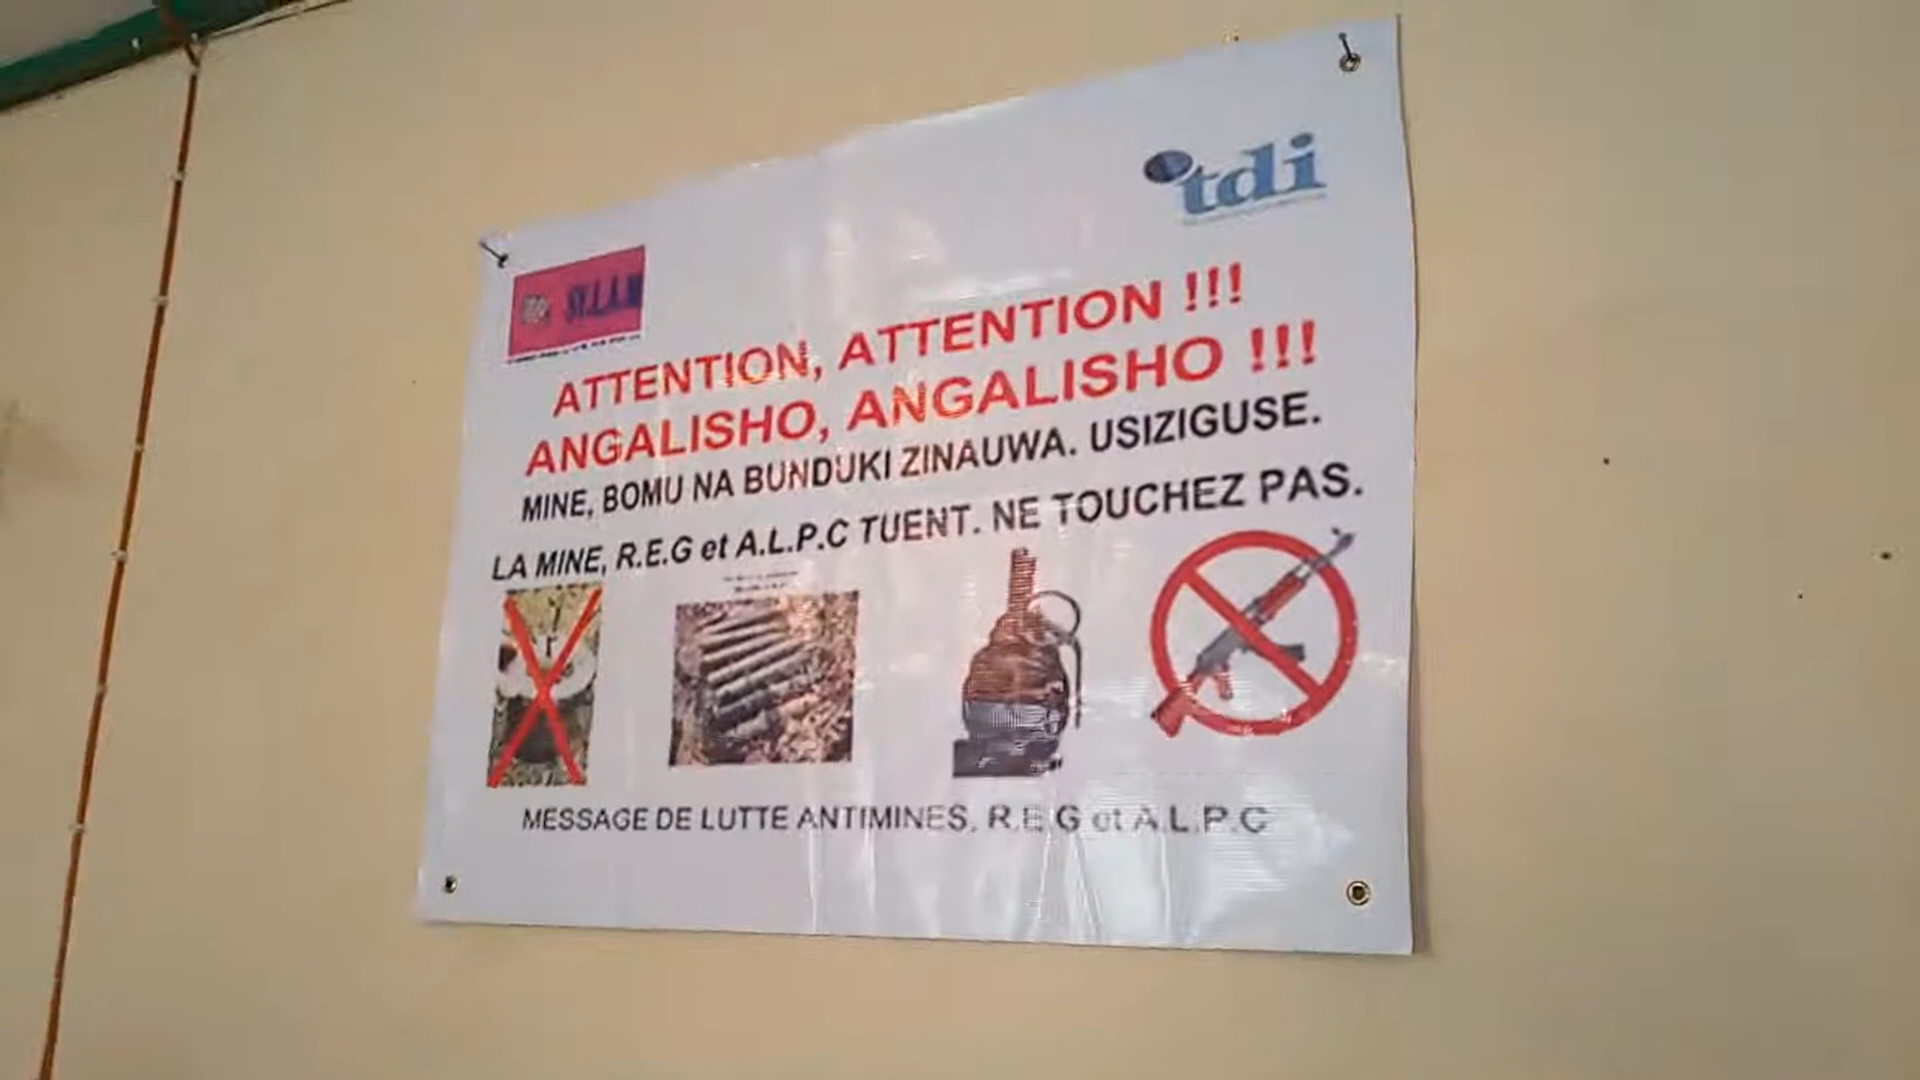 tdi
SY.L.A.M
ATTENTION, ATTENTION !!!
ANGALISHO, ANGALISHO !!!
MINE, BOMU NA BUNDUKI ZINAUWA. USIZIGUSE.
LA MINE, R.E.G et A.L.P.C TUENT. NE TOUCHEZ PAS.
MESSAGE DE LUTTE ANTIMINES, R.E.G et A.L.P.C